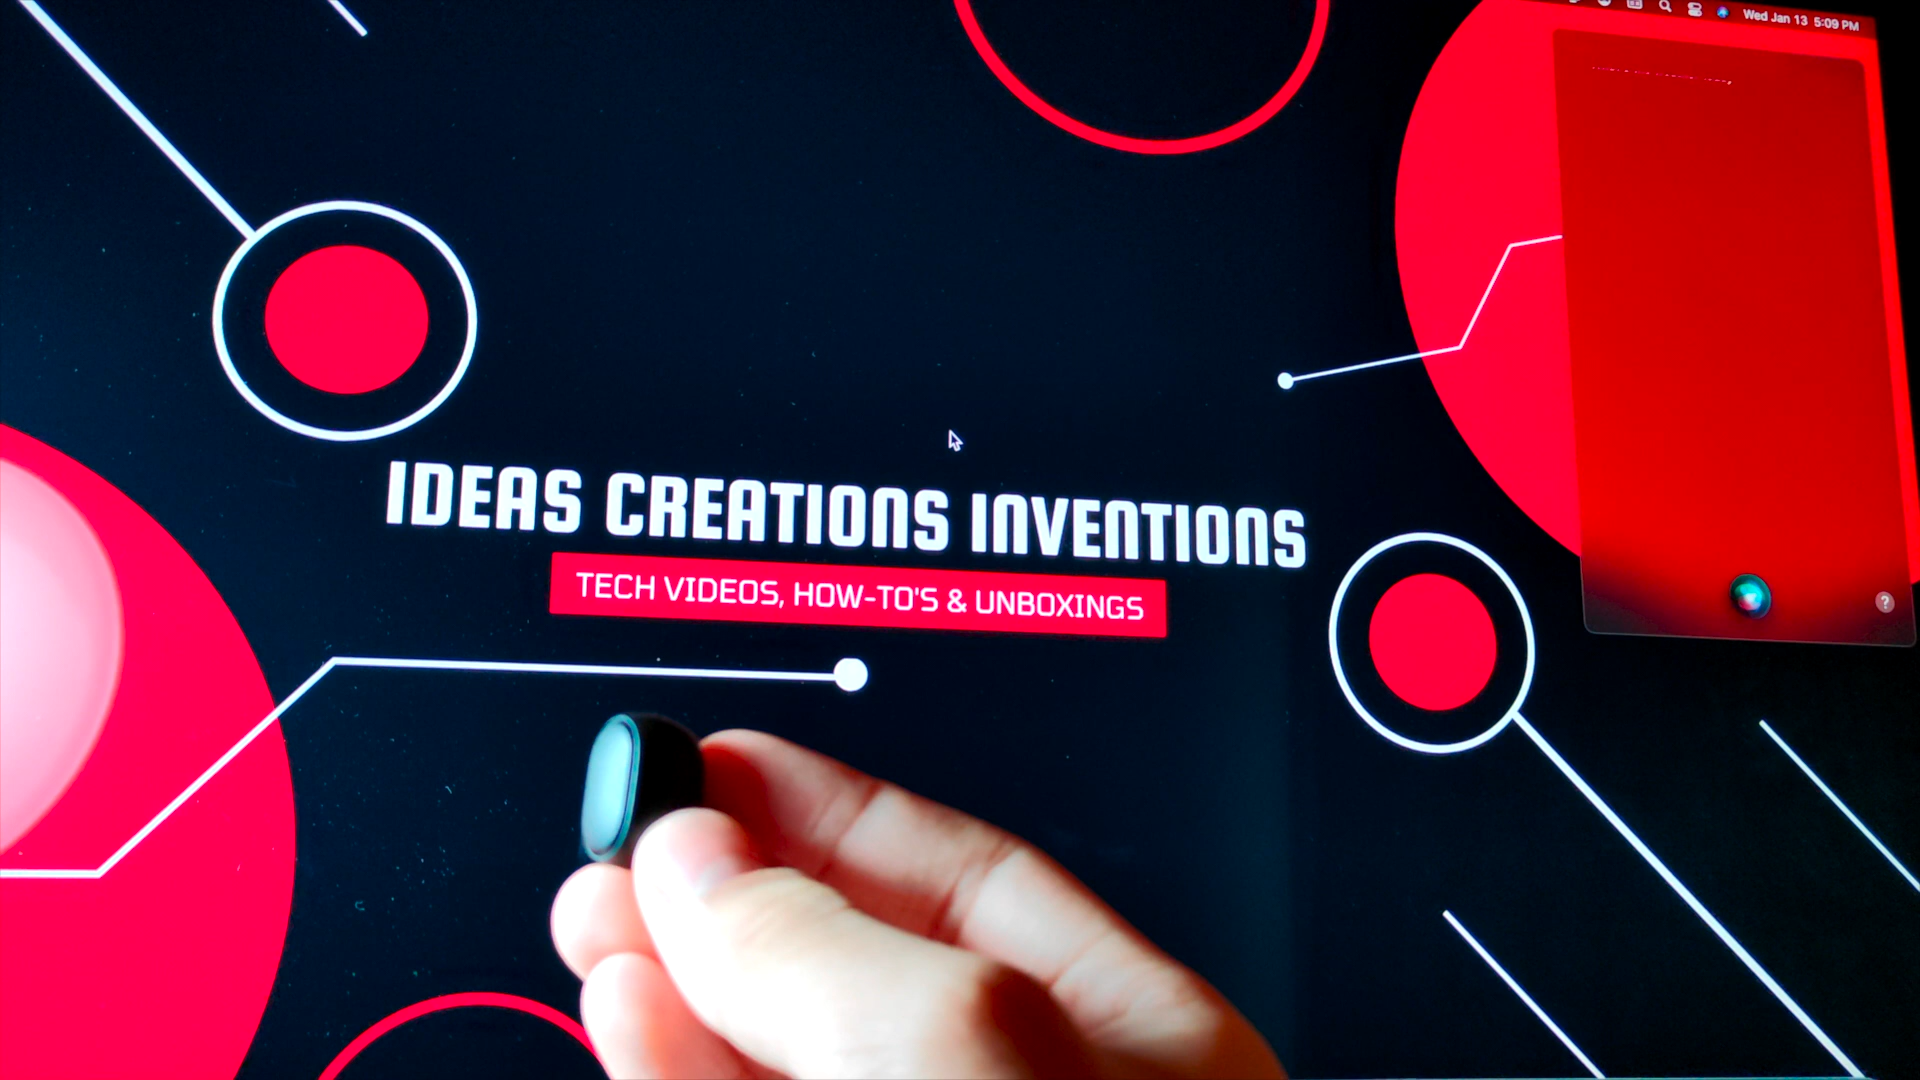 Wed Jan 13 5:09 PM
IDEAS CREATIONS INVENTIONS
TECH VIDEOS, HOW-TO'S & UNBOXINGS
?